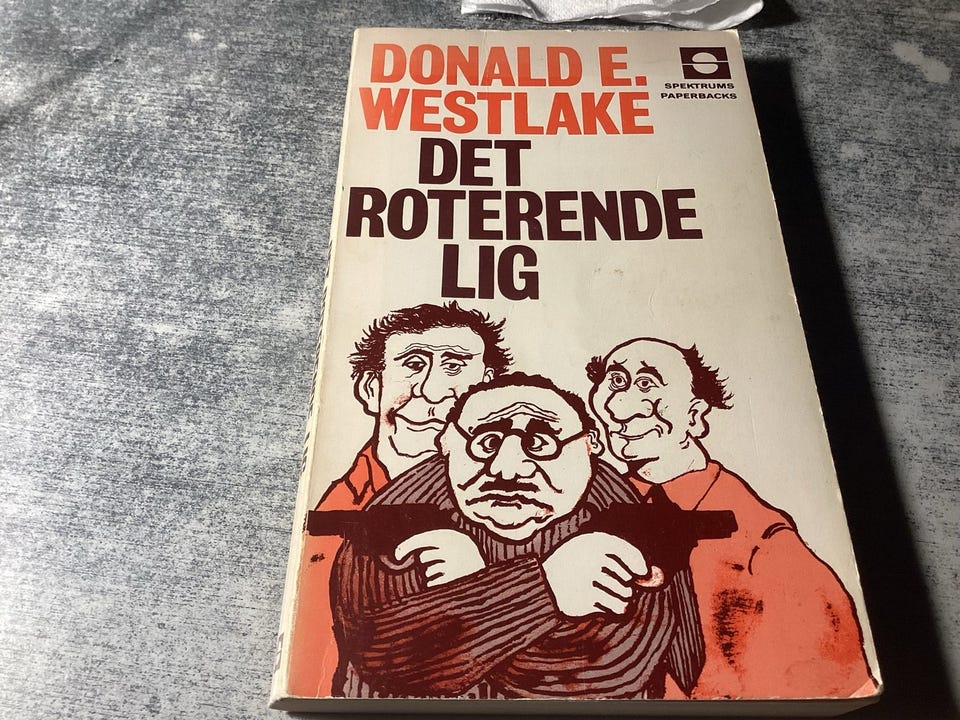 DONALD E.
WESTLAKE
DET
ROTERENDE
LIG
SPEKTRUMS
PAPERBACKS